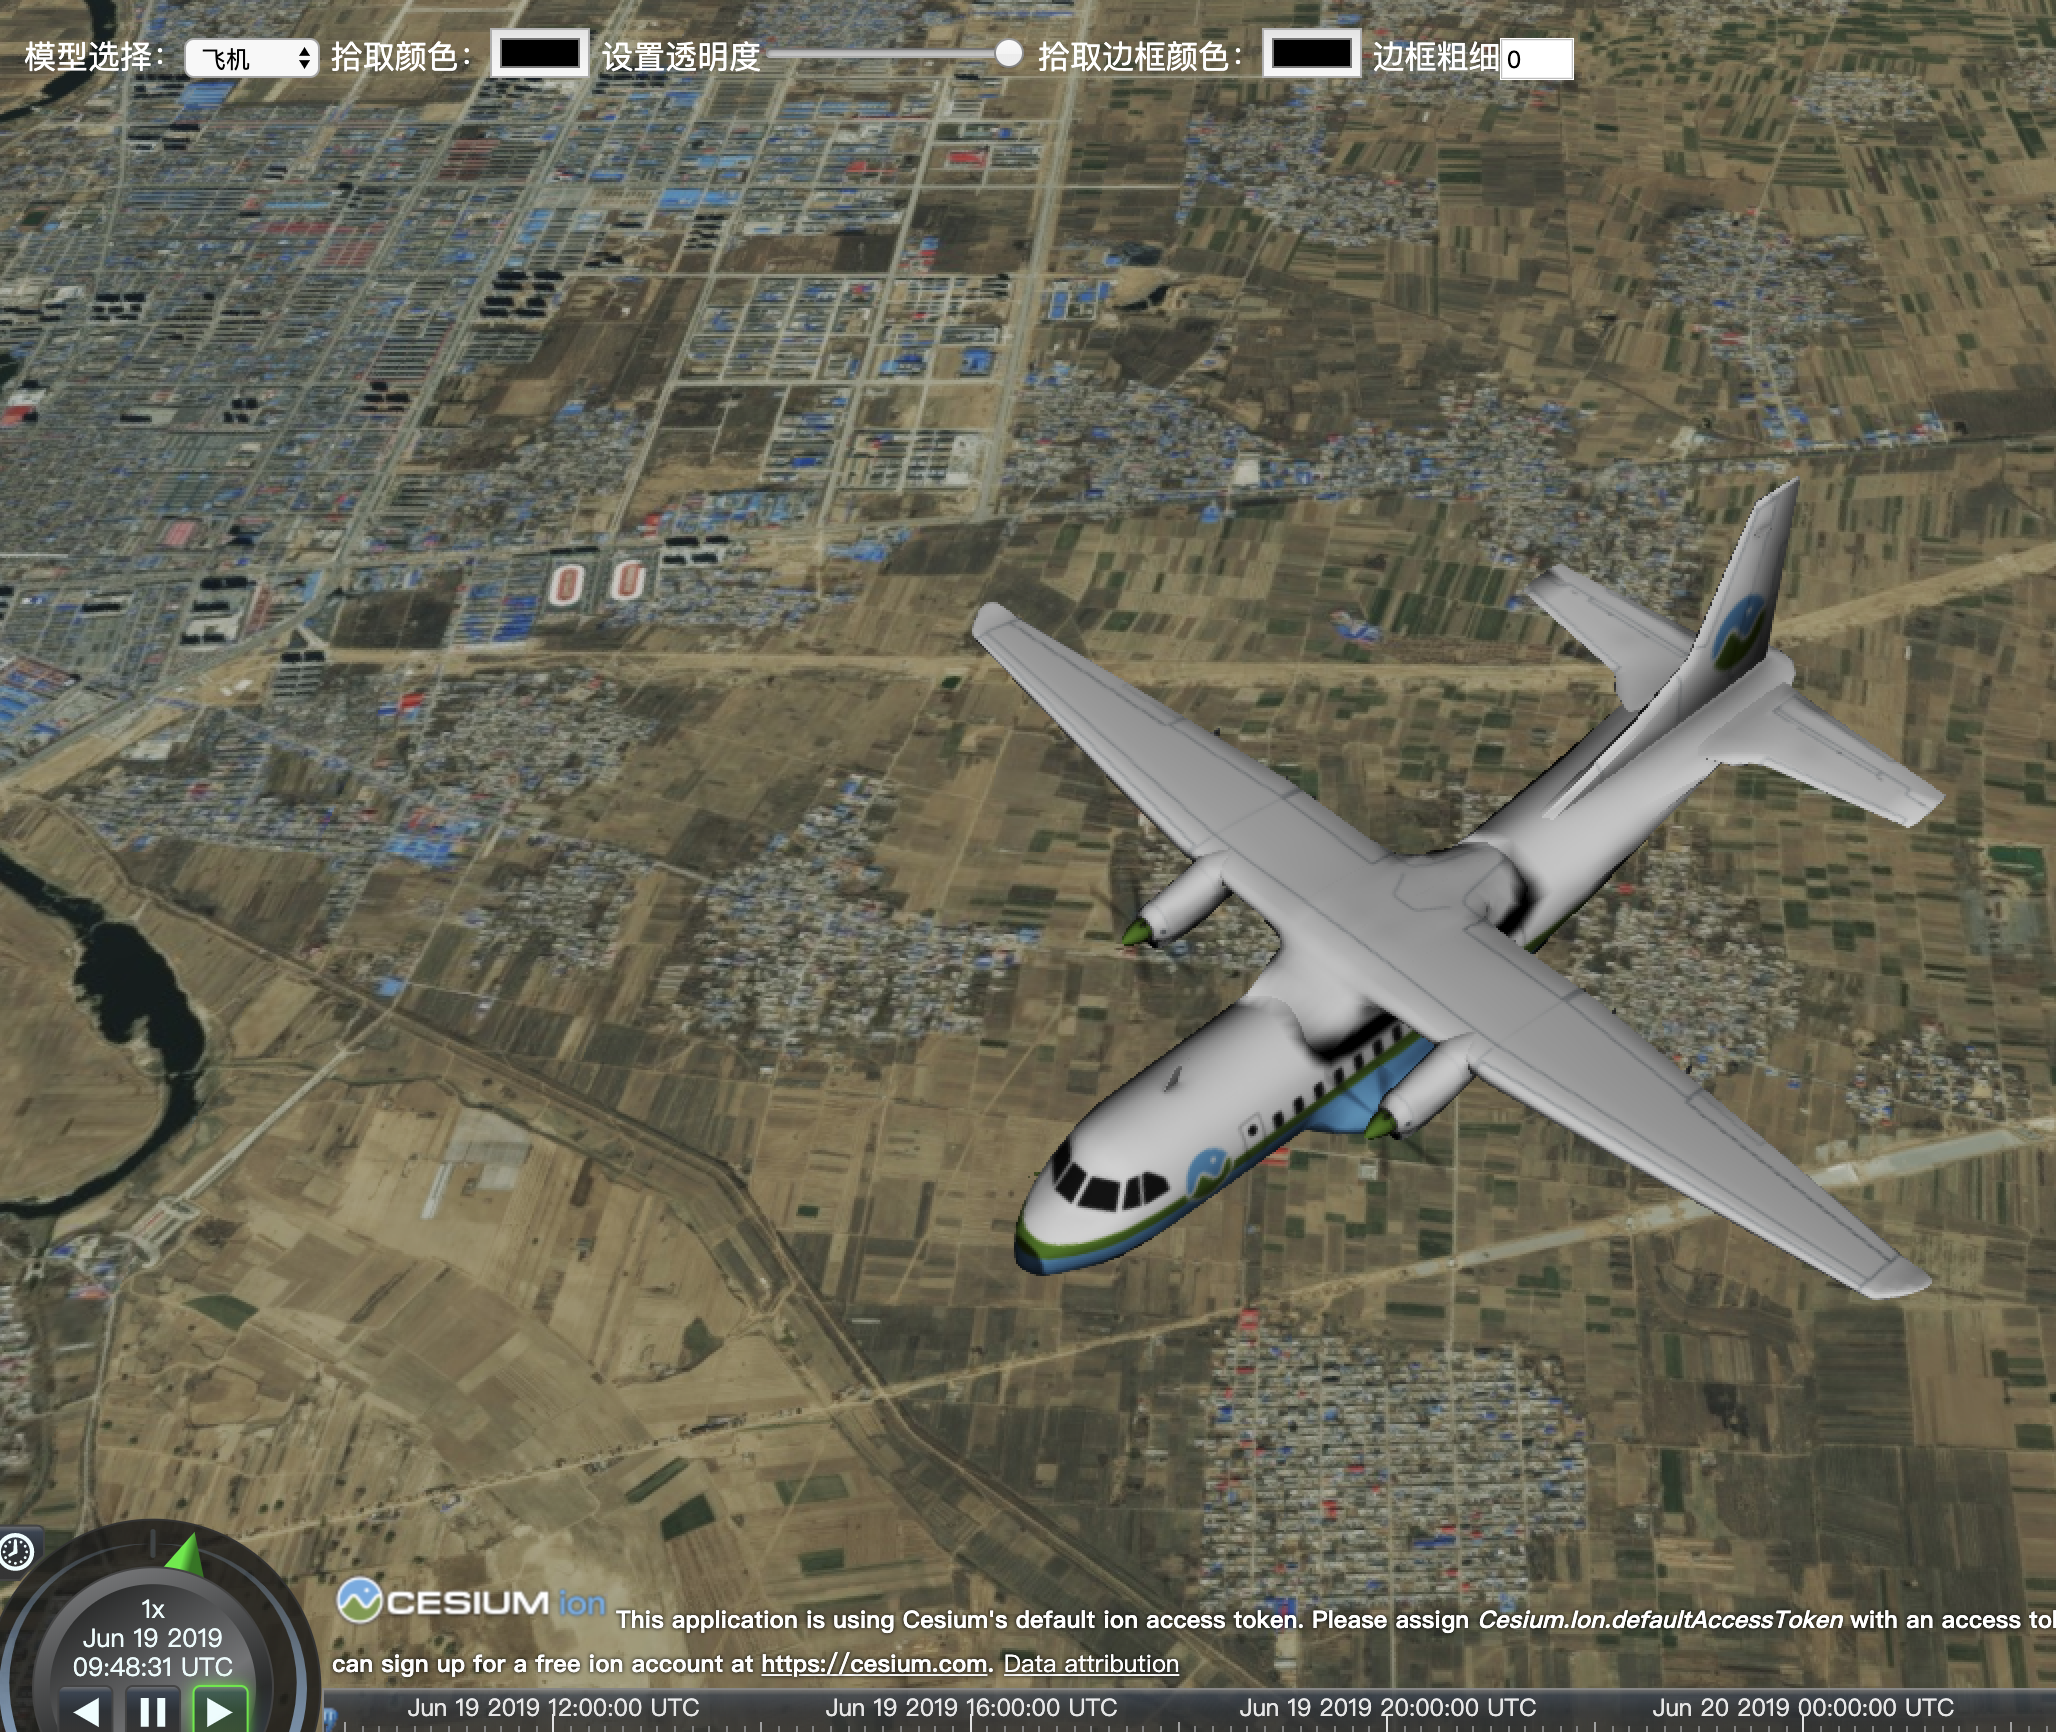 模型选择： 飞机 拾取颜色： 设置透明度 拾取边框颜色： 边框粗细 0
CESIUM ion This application is using Cesium's default ion access token. Please assign Cesium.Ion.defaultAccessToken with an access
can sign up for a free ion account at https://cesium.com. Data attribution
1x
Jun 19 2019
09:48:31 UTC
Jun 19 2019 12:00:00 UTC Jun 19 2019 16:00:00 UTC Jun 19 2019 20:00:00 UTC Jun 20 2019 00:00:00 UTC